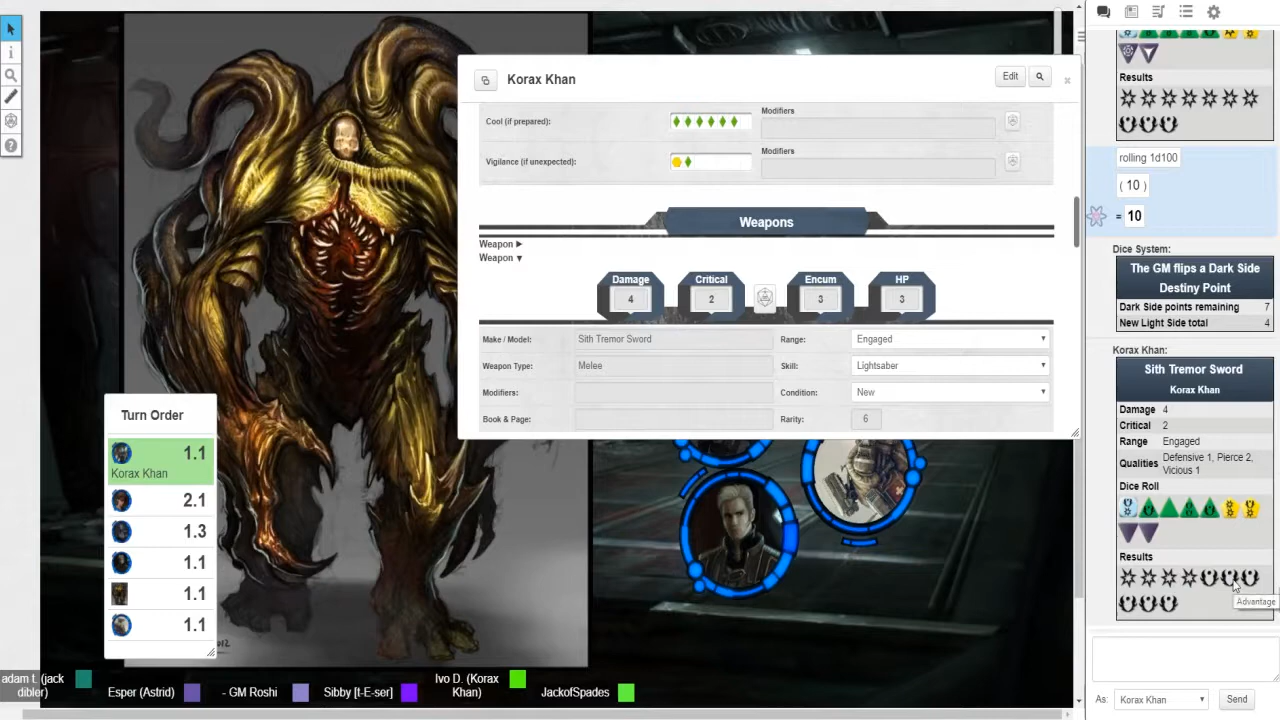 Korax Khan
Edit
Cool (if prepared):
Modifiers
Vigilance (if unexpected):
Modifiers
Weapons
Weapon
Weapon
Damage
Critical
Encum
HP
4
2
3
3
Make / Model:
Sith Tremor Sword
Range:
Engaged
Weapon Type:
Melee
Skill:
Lightsaber
Modifiers:
Condition:
New
Book & Page:
Rarity:
6
Turn Order
1.1
Korax Khan
2.1
1.3
1.1
1.1
1.1
adam t. (jack
dibler)
Esper (Astrid)
- GM Roshi
Sibby [t-E-ser]
Ivo D. (Korax
Khan)
JackofSpades
Results
rolling 1d100
( 10 )
= 10
Dice System:
The GM flips a Dark Side
Destiny Point
Dark Side points remaining 7
New Light Side total 4
Korax Khan:
Sith Tremor Sword
Korax Khan
Damage 4
Critical 2
Range Engaged
Qualities Defensive 1, Pierce 2,
Vicious 1
Dice Roll
Results
Advantage
As: Korax Khan
Send